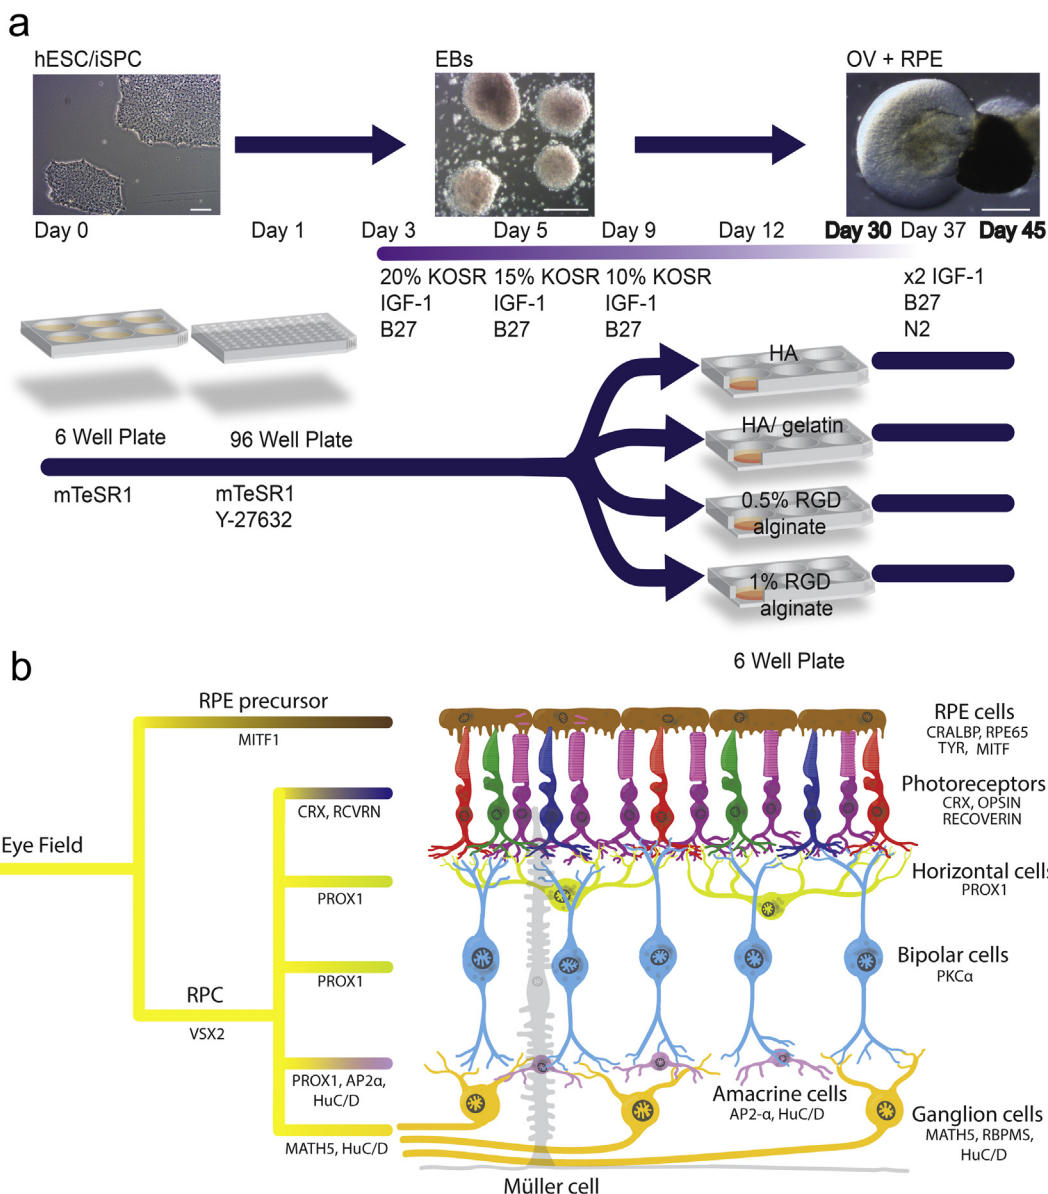 a
hESC/iSPC
EBs
OV + RPE
Day 0
Day 1
Day 3
Day 5
Day 9
Day 12
Day 30
Day 37
Day 45
20% KOSR
IGF-1
B27
15% KOSR
IGF-1
B27
10% KOSR
IGF-1
B27
x2 IGF-1
B27
N2
6 Well Plate
96 Well Plate
mTeSR1
mTeSR1
Y-27632
HA
HA/ gelatin
0.5% RGD
alginate
1% RGD
alginate
6 Well Plate
b
Eye Field
RPE precursor
MITF1
CRX, RCVRN
PROX1
PROX1
RPC
VSX2
PROX1, AP2α,
HuC/D
MATH5, HuC/D
RPE cells
CRALBP, RPE65
TYR, MITF
Photoreceptors
CRX, OPSIN
RECOVERIN
Horizontal cells
PROX1
Bipolar cells
PKCα
Amacrine cells
AP2-α, HuC/D
Ganglion cells
MATH5, RBPMS,
HuC/D
Müller cell